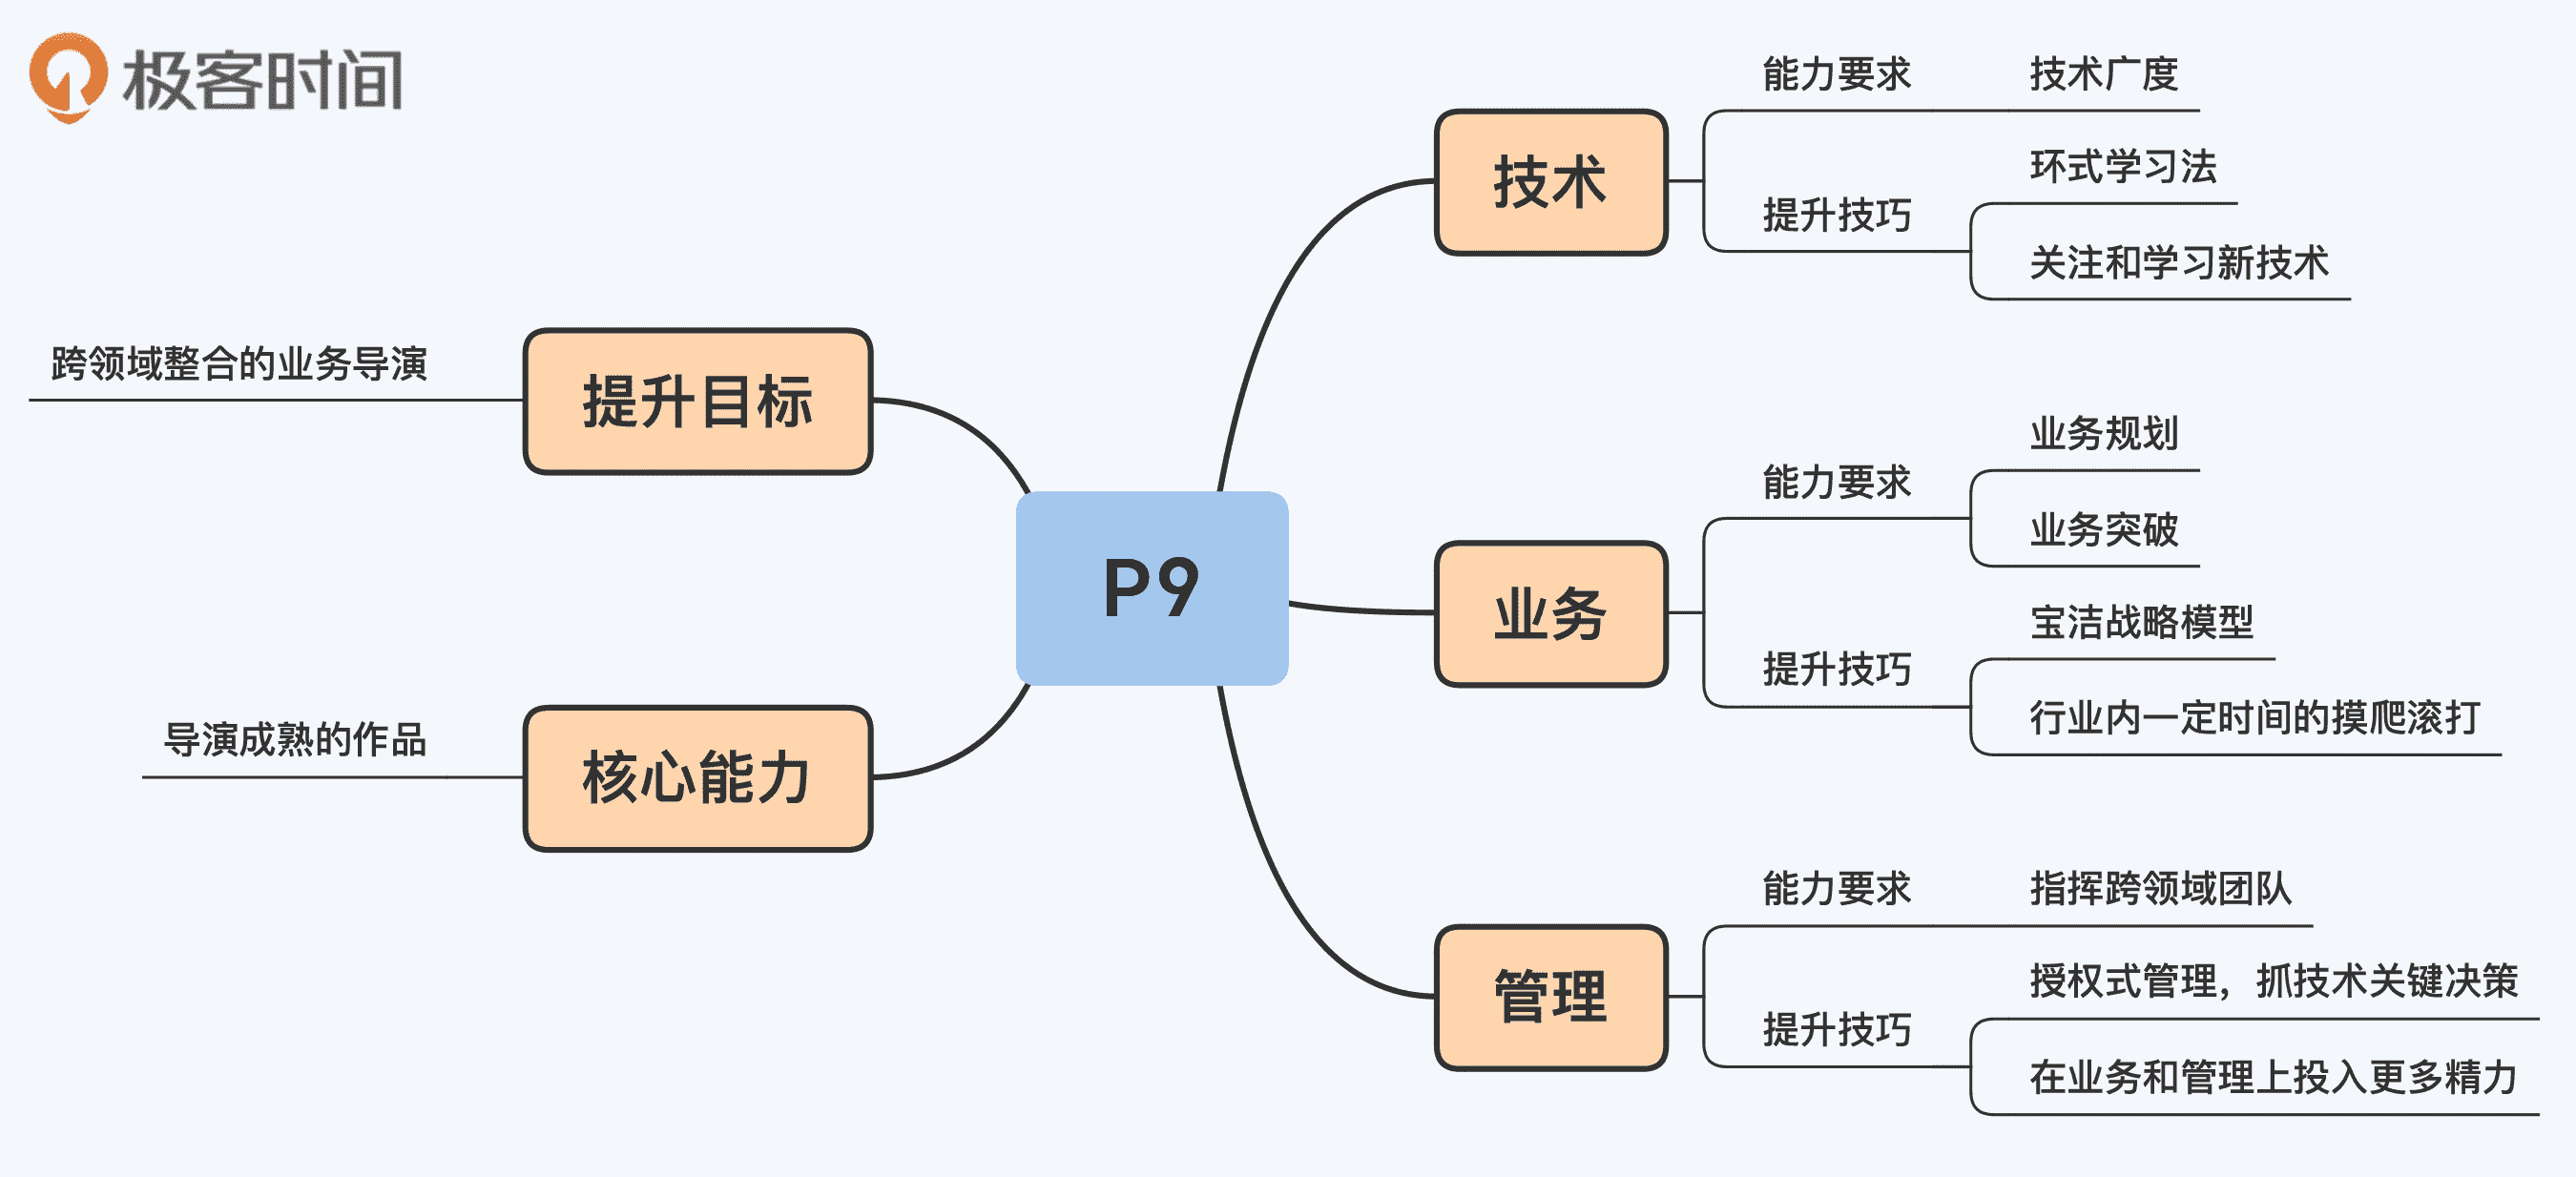 极客时间
P9
提升目标
跨领域整合的业务导演
核心能力
导演成熟的作品
技术
能力要求
技术广度
提升技巧
环式学习法
关注和学习新技术
业务
能力要求
业务规划
业务突破
提升技巧
宝洁战略模型
行业内一定时间的摸爬滚打
管理
能力要求
指挥跨领域团队
提升技巧
授权式管理，抓技术关键决策
在业务和管理上投入更多精力